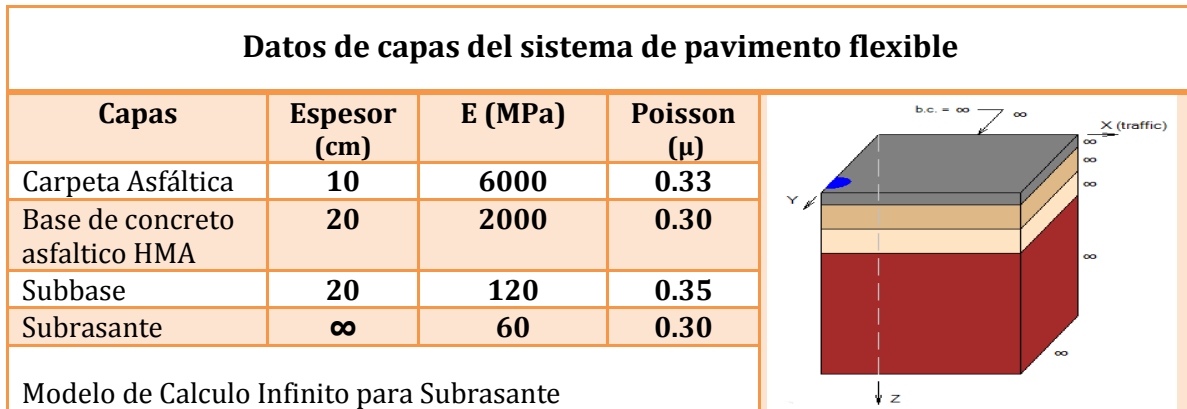 Datos de capas del sistema de pavimento flexible
Capas Espesor (cm) E (MPa) Poisson (μ)
Carpeta Asfáltica 10 6000 0.33
Base de concreto asfaltico HMA 20 2000 0.30
Subbase 20 120 0.35
Subrasante ∞ 60 0.30
Modelo de Calculo Infinito para Subrasante
b.c. = ∞
∞
X (traffic)
∞
∞
∞
Y
∞
∞
Z